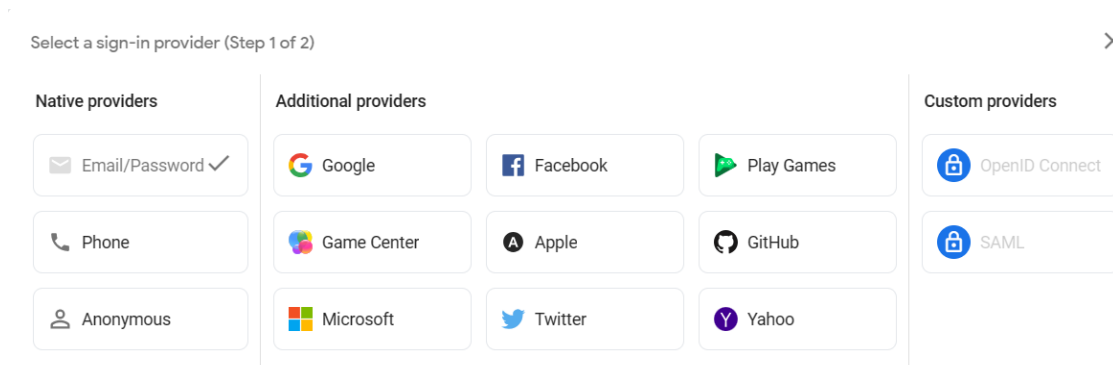 Select a sign-in provider (Step 1 of 2)
Native providers
Additional providers
Custom providers
Email/Password
Google
Facebook
Play Games
OpenID Connect
Phone
Game Center
Apple
GitHub
SAML
Anonymous
Microsoft
Twitter
Yahoo